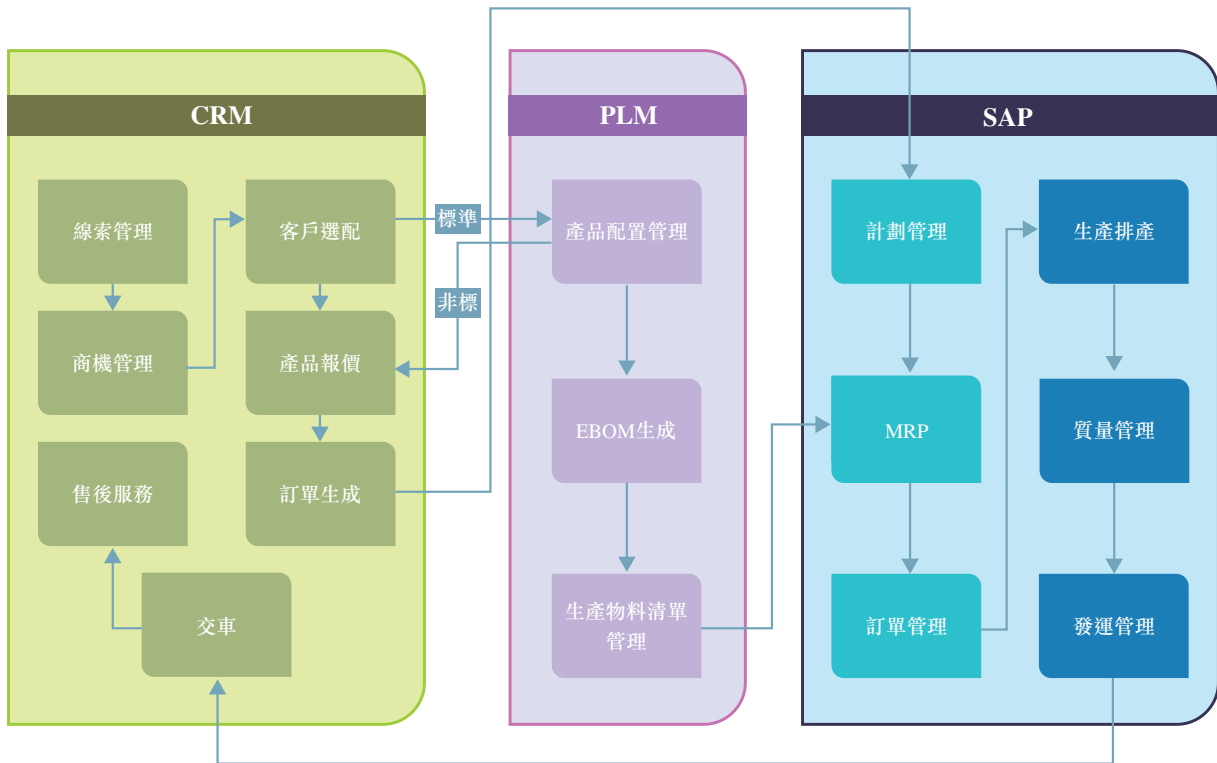 CRM
線索管理
客戶選配
商機管理
產品報價
售後服務
訂單生成
交車
標準
非標
PLM
產品配置管理
EBOM生成
生產物料清單
管理
SAP
計劃管理
生產排產
MRP
質量管理
訂單管理
發運管理